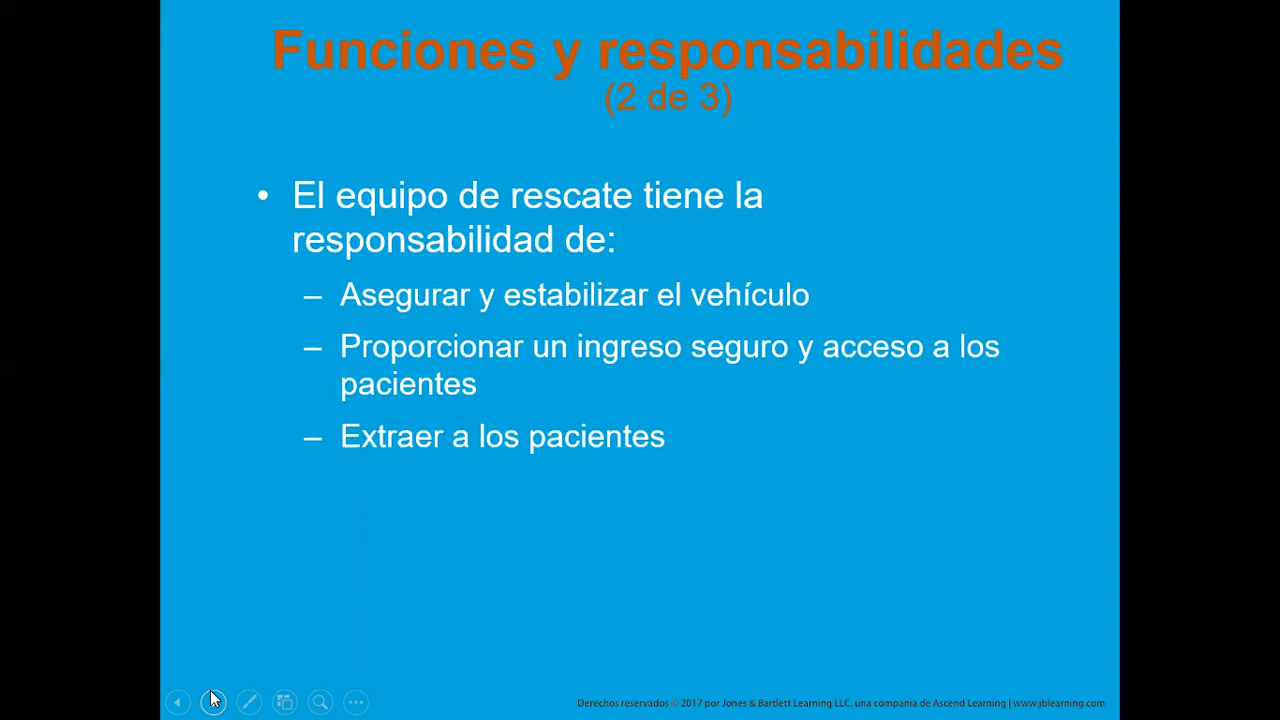 Funciones y responsabilidades
(2 de 3)
• El equipo de rescate tiene la
responsabilidad de:
– Asegurar y estabilizar el vehículo
– Proporcionar un ingreso seguro y acceso a los
pacientes
– Extraer a los pacientes
Derechos reservados © 2017 por Jones & Bartlett Learning LLC, una compañía de Ascend Learning | www.jblearning.com